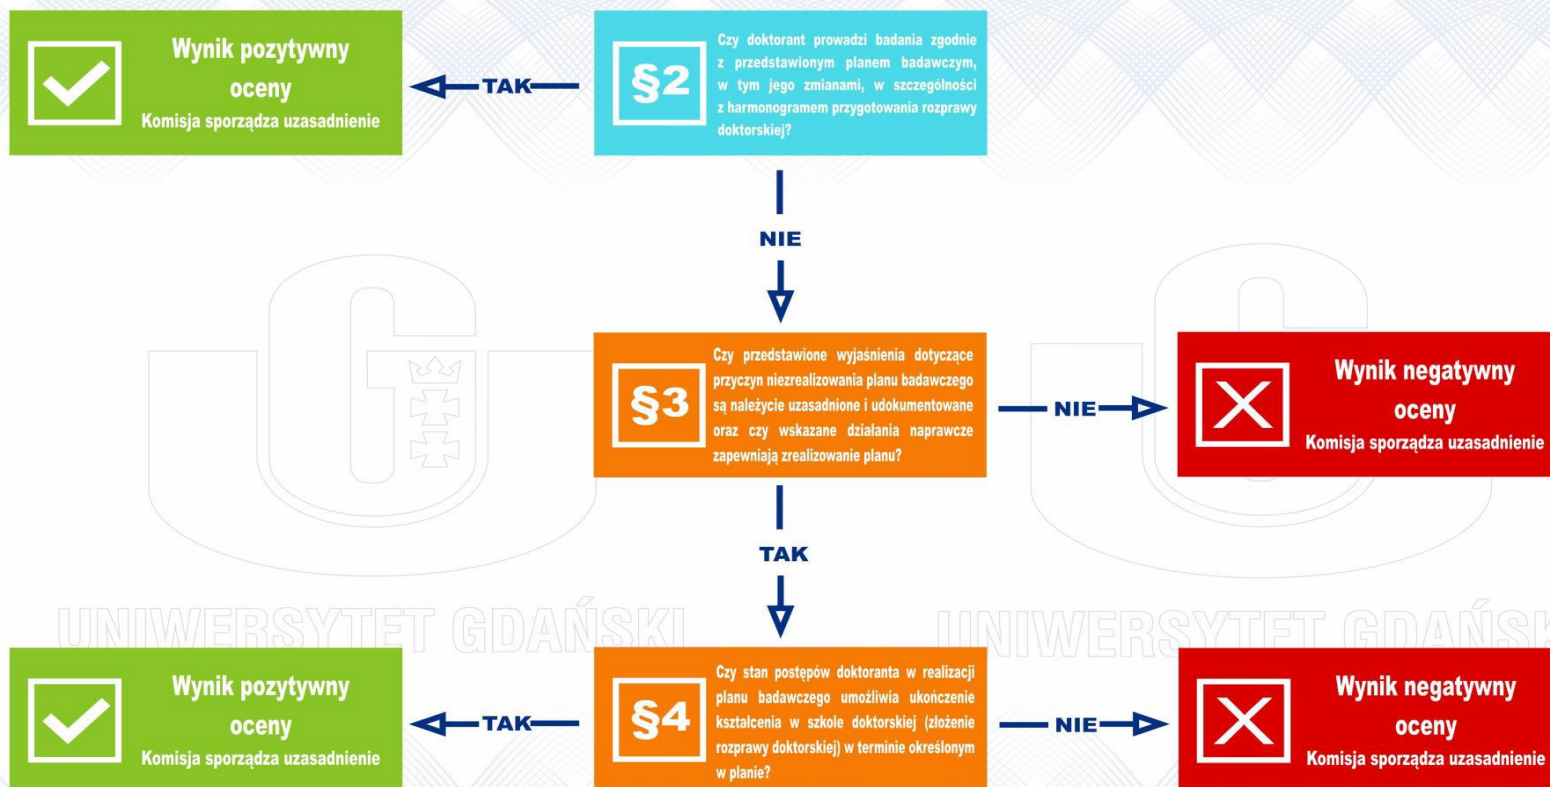 Wynik pozytywny
oceny
Komisja sporządza uzasadnienie
TAK
§2
Czy doktorant prowadzi badania zgodnie
z przedstawionym planem badawczym,
w tym jego zmianami, w szczególności
z harmonogramem przygotowania rozprawy
doktorskiej?
NIE
§3
Czy przedstawione wyjaśnienia dotyczące
przyczyn niezrealizowania planu badawczego
są należycie uzasadnione i udokumentowane
oraz czy wskazane działania naprawcze
zapewniają zrealizowanie planu?
NIE
Wynik negatywny
oceny
Komisja sporządza uzasadnienie
TAK
UNIWERSYTET GDAŃSKI
UNIWERSYTET GDAŃSKI
Wynik pozytywny
oceny
Komisja sporządza uzasadnienie
TAK
§4
Czy stan postępów doktoranta w realizacji
planu badawczego umożliwia ukończenie
kształcenia w szkole doktorskiej (złożenie
rozprawy doktorskiej) w terminie określonym
w planie?
NIE
Wynik negatywny
oceny
Komisja sporządza uzasadnienie